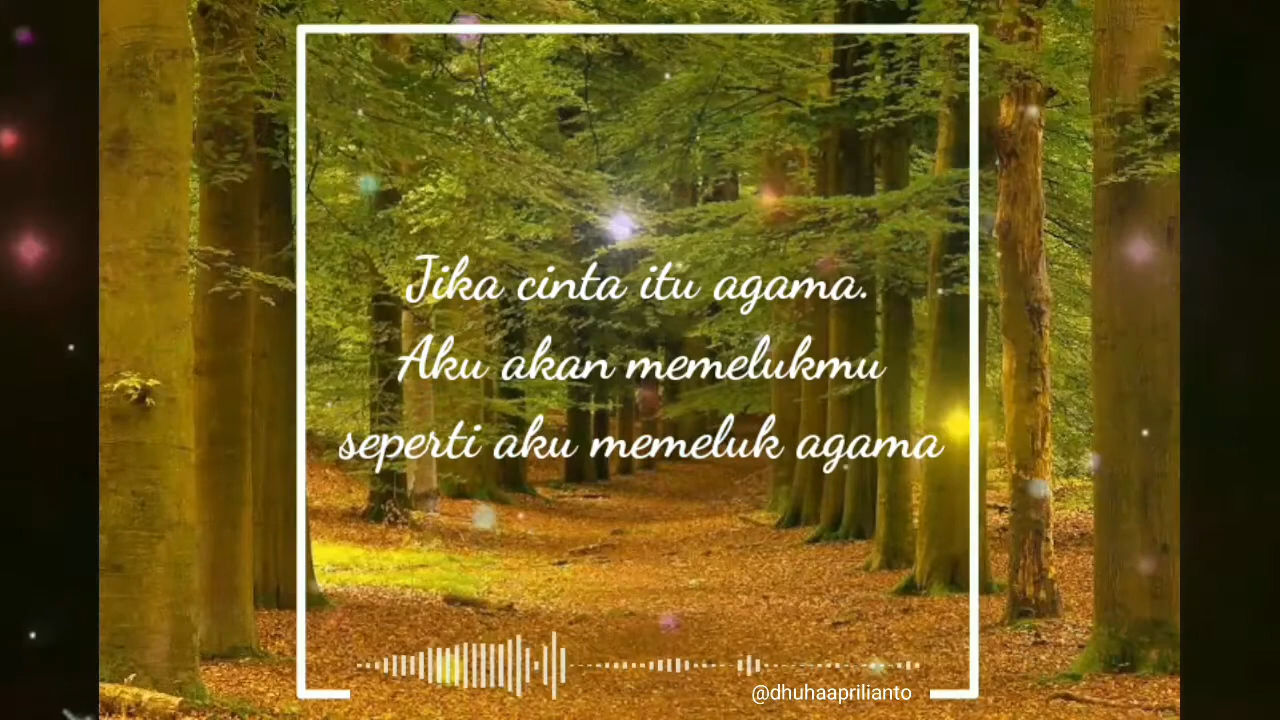 Jika cinta itu agama.
Aku akan memelukmu
seperti aku memeluk agama
@dhuhaaprilianto